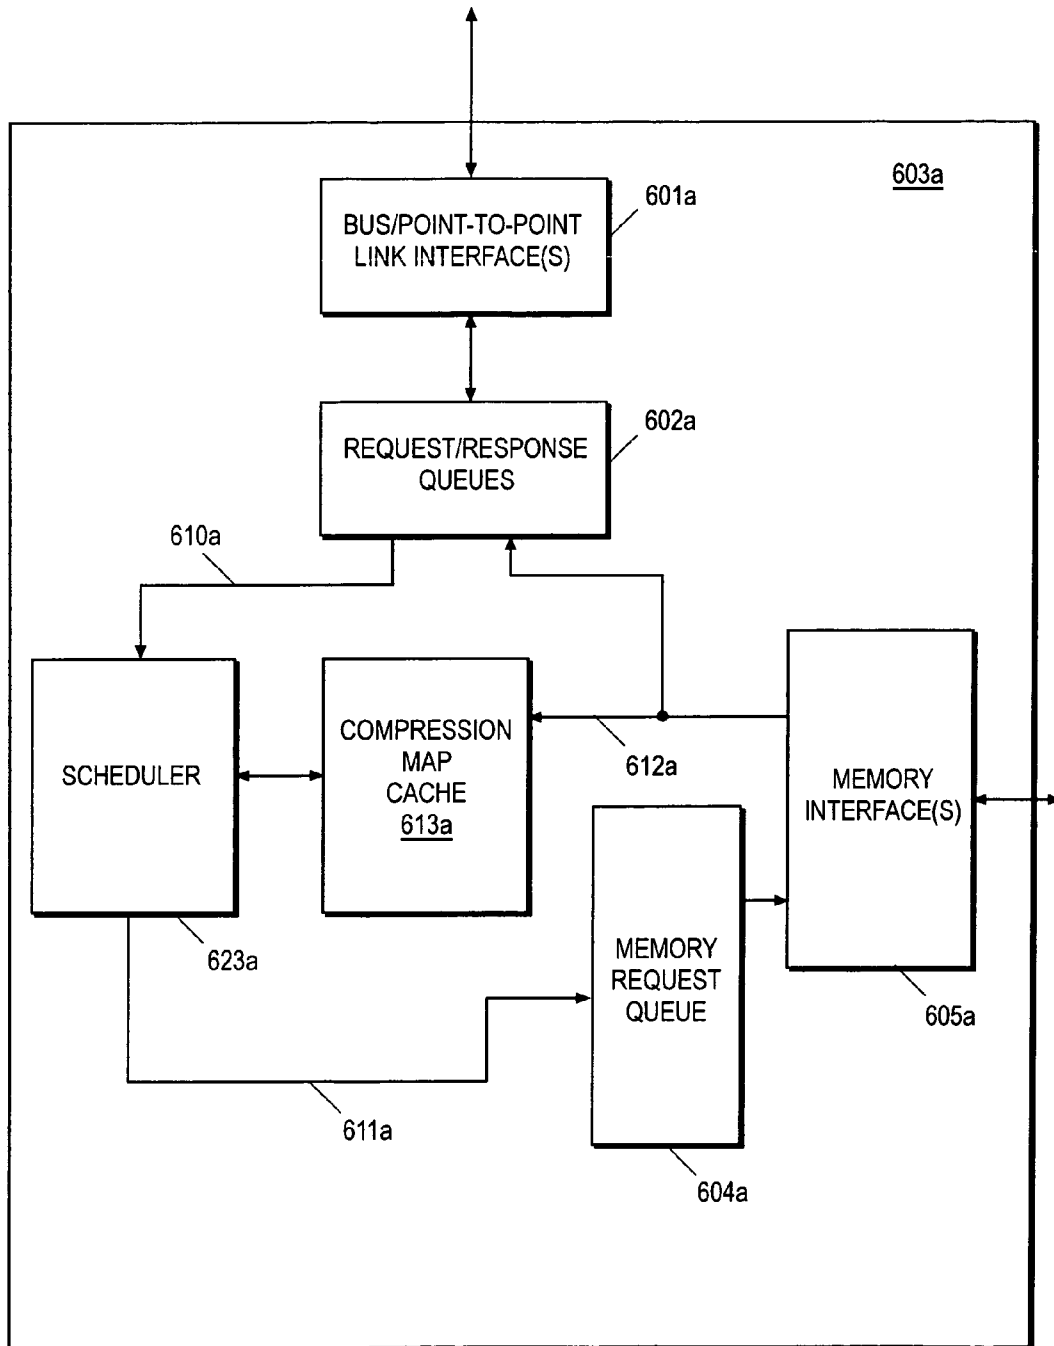 603a
BUS/POINT-TO-POINT
LINK INTERFACE(S)
601a
REQUEST/RESPONSE
QUEUES
602a
610a
SCHEDULER
623a
COMPRESSION
MAP
CACHE
613a
612a
MEMORY
INTERFACE(S)
605a
MEMORY
REQUEST
QUEUE
604a
611a